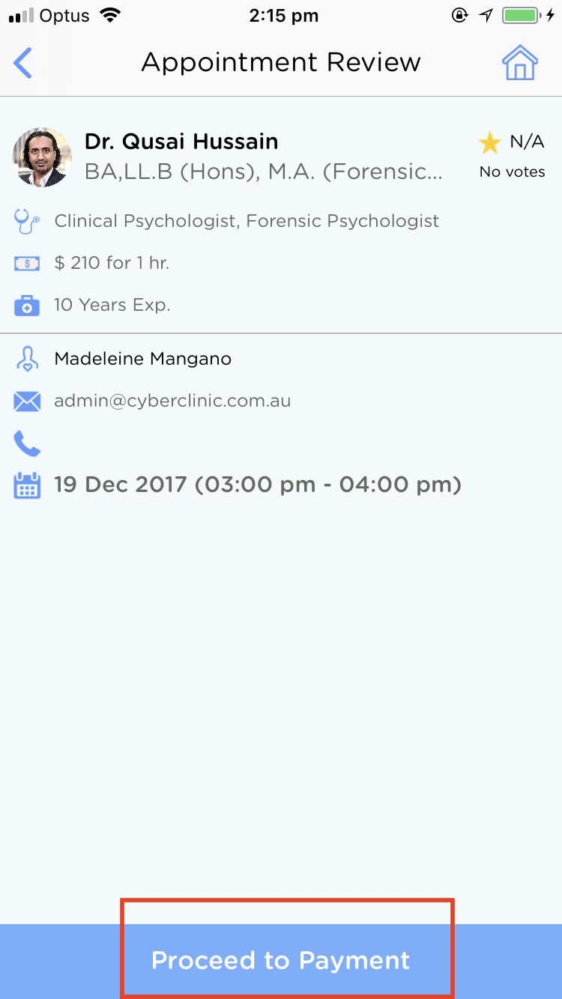 Optus 2:15 pm
Appointment Review
Dr. Qusai Hussain
N/A
BA,LL.B (Hons), M.A. (Forensic...
No votes
Clinical Psychologist, Forensic Psychologist
$ 210 for 1 hr.
10 Years Exp.
Madeleine Mangano
admin@cyberclinic.com.au
19 Dec 2017 (03:00 pm - 04:00 pm)
Proceed to Payment